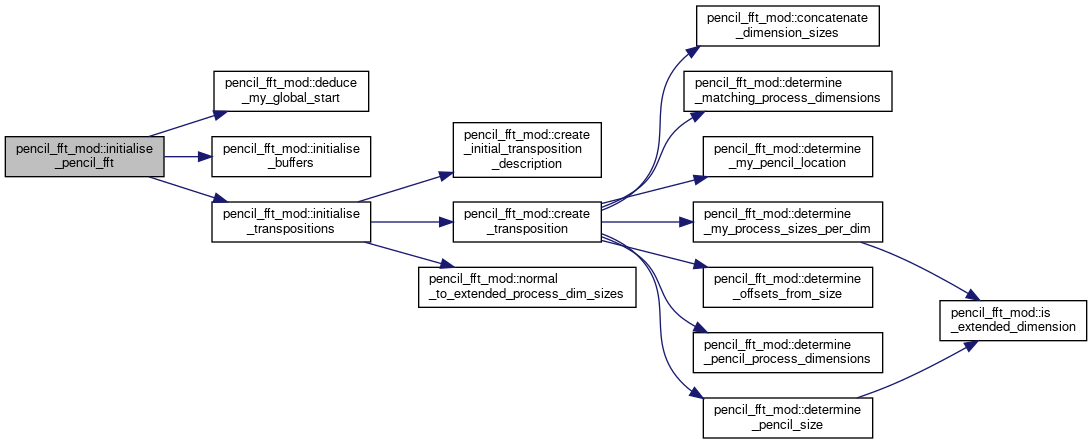 pencil_fft_mod::initialise
_pencil_fft
pencil_fft_mod::deduce
_my_global_start
pencil_fft_mod::initialise
_buffers
pencil_fft_mod::initialise
_transpositions
pencil_fft_mod::create
_initial_transposition
_description
pencil_fft_mod::create
_transposition
pencil_fft_mod::normal
_to_extended_process_dim_sizes
pencil_fft_mod::concatenate
_dimension_sizes
pencil_fft_mod::determine
_matching_process_dimensions
pencil_fft_mod::determine
_my_pencil_location
pencil_fft_mod::determine
_my_process_sizes_per_dim
pencil_fft_mod::determine
_offsets_from_size
pencil_fft_mod::determine
_pencil_process_dimensions
pencil_fft_mod::determine
_pencil_size
pencil_fft_mod::is
_extended_dimension